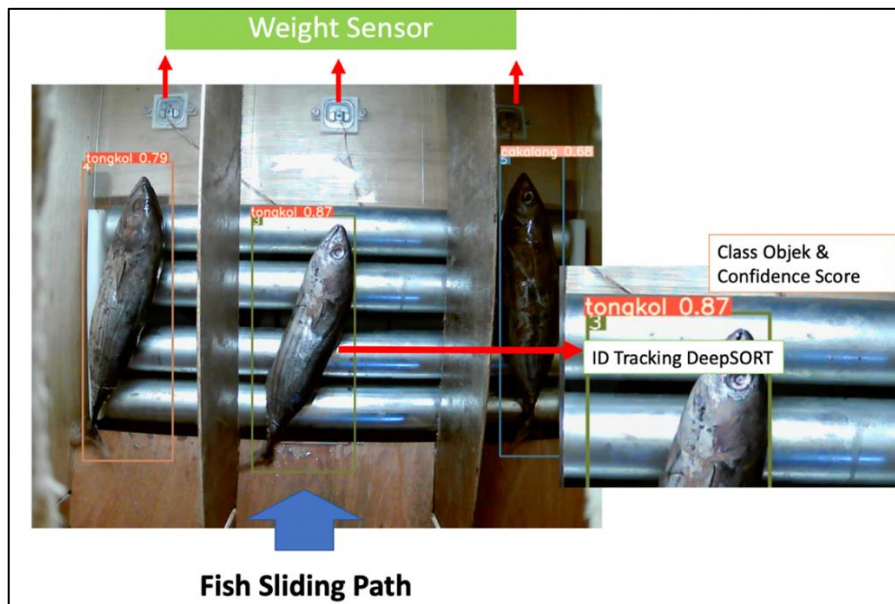 Weight Sensor
tongkol 0.79
4
cakalang 0.68
5
tongkol 0.87
3
Class Objek &
Confidence Score
tongkol 0.87
3
ID Tracking DeepSORT
Fish Sliding Path